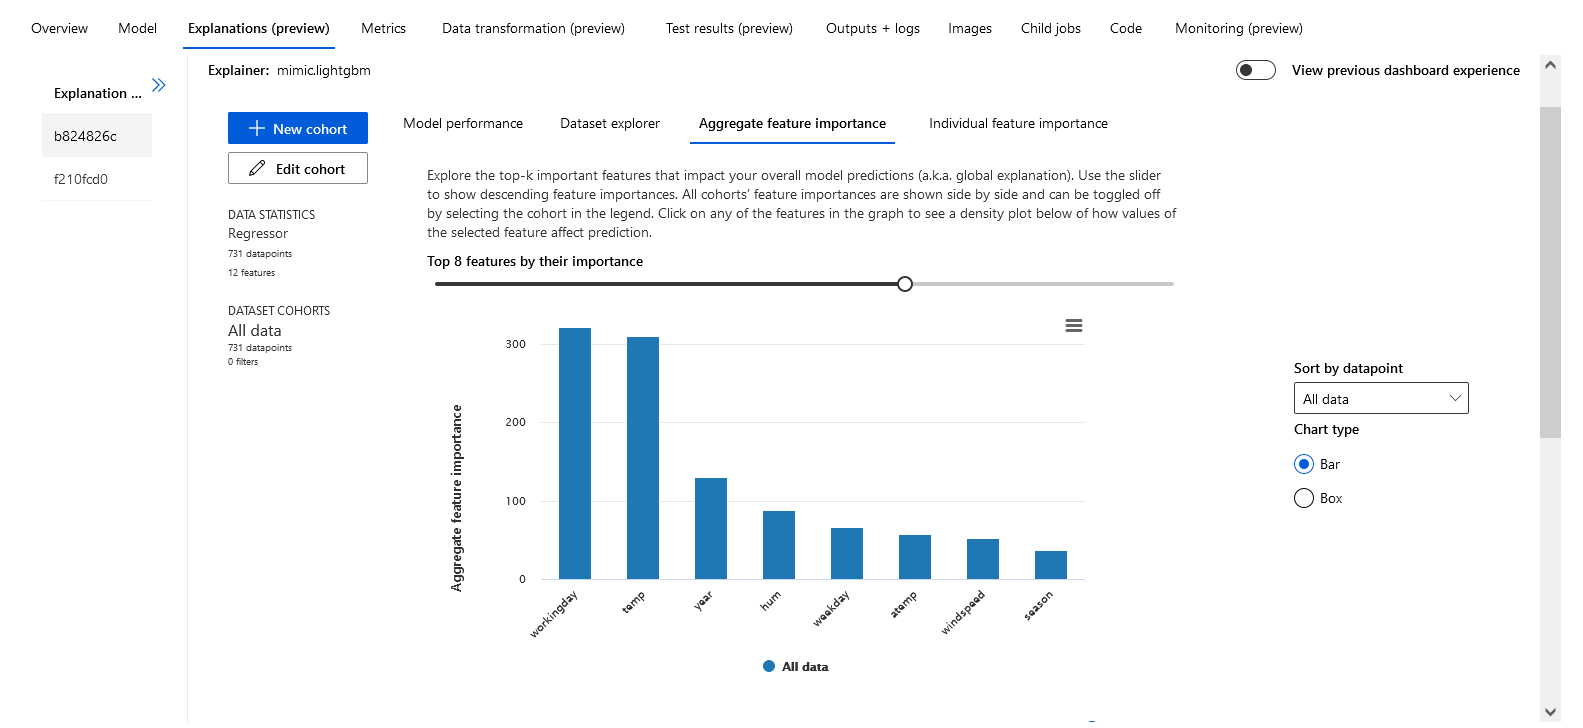 Overview Model Explanations (preview) Metrics Data transformation (preview) Test results (preview) Outputs + logs Images Child jobs Code Monitoring (preview)
Explainer: mimic.lightgbm
View previous dashboard experience
Explanation ...
b824826c
f210fcd0
New cohort
Edit cohort
DATA STATISTICS
Regressor
731 datapoints
12 features
DATASET COHORTS
All data
731 datapoints
0 filters
Model performance Dataset explorer Aggregate feature importance Individual feature importance
Explore the top-k important features that impact your overall model predictions (a.k.a. global explanation). Use the slider
to show descending feature importances. All cohorts’ feature importances are shown side by side and can be toggled off
by selecting the cohort in the legend. Click on any of the features in the graph to see a density plot below of how values of
the selected feature affect prediction.
Top 8 features by their importance
Aggregate feature importance
300
200
100
0
workingday
temp
year
hum
weekday
atemp
windspeed
season
All data
Sort by datapoint
All data
Chart type
Bar
Box